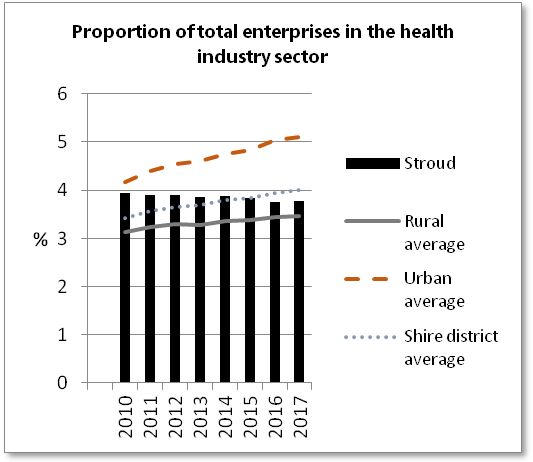 Proportion of total enterprises in the health
industry sector
6
5
4
3
2
1
0
%
2010
2011
2012
2013
2014
2015
2016
2017
Stroud
Rural
average
Urban
average
Shire district
average